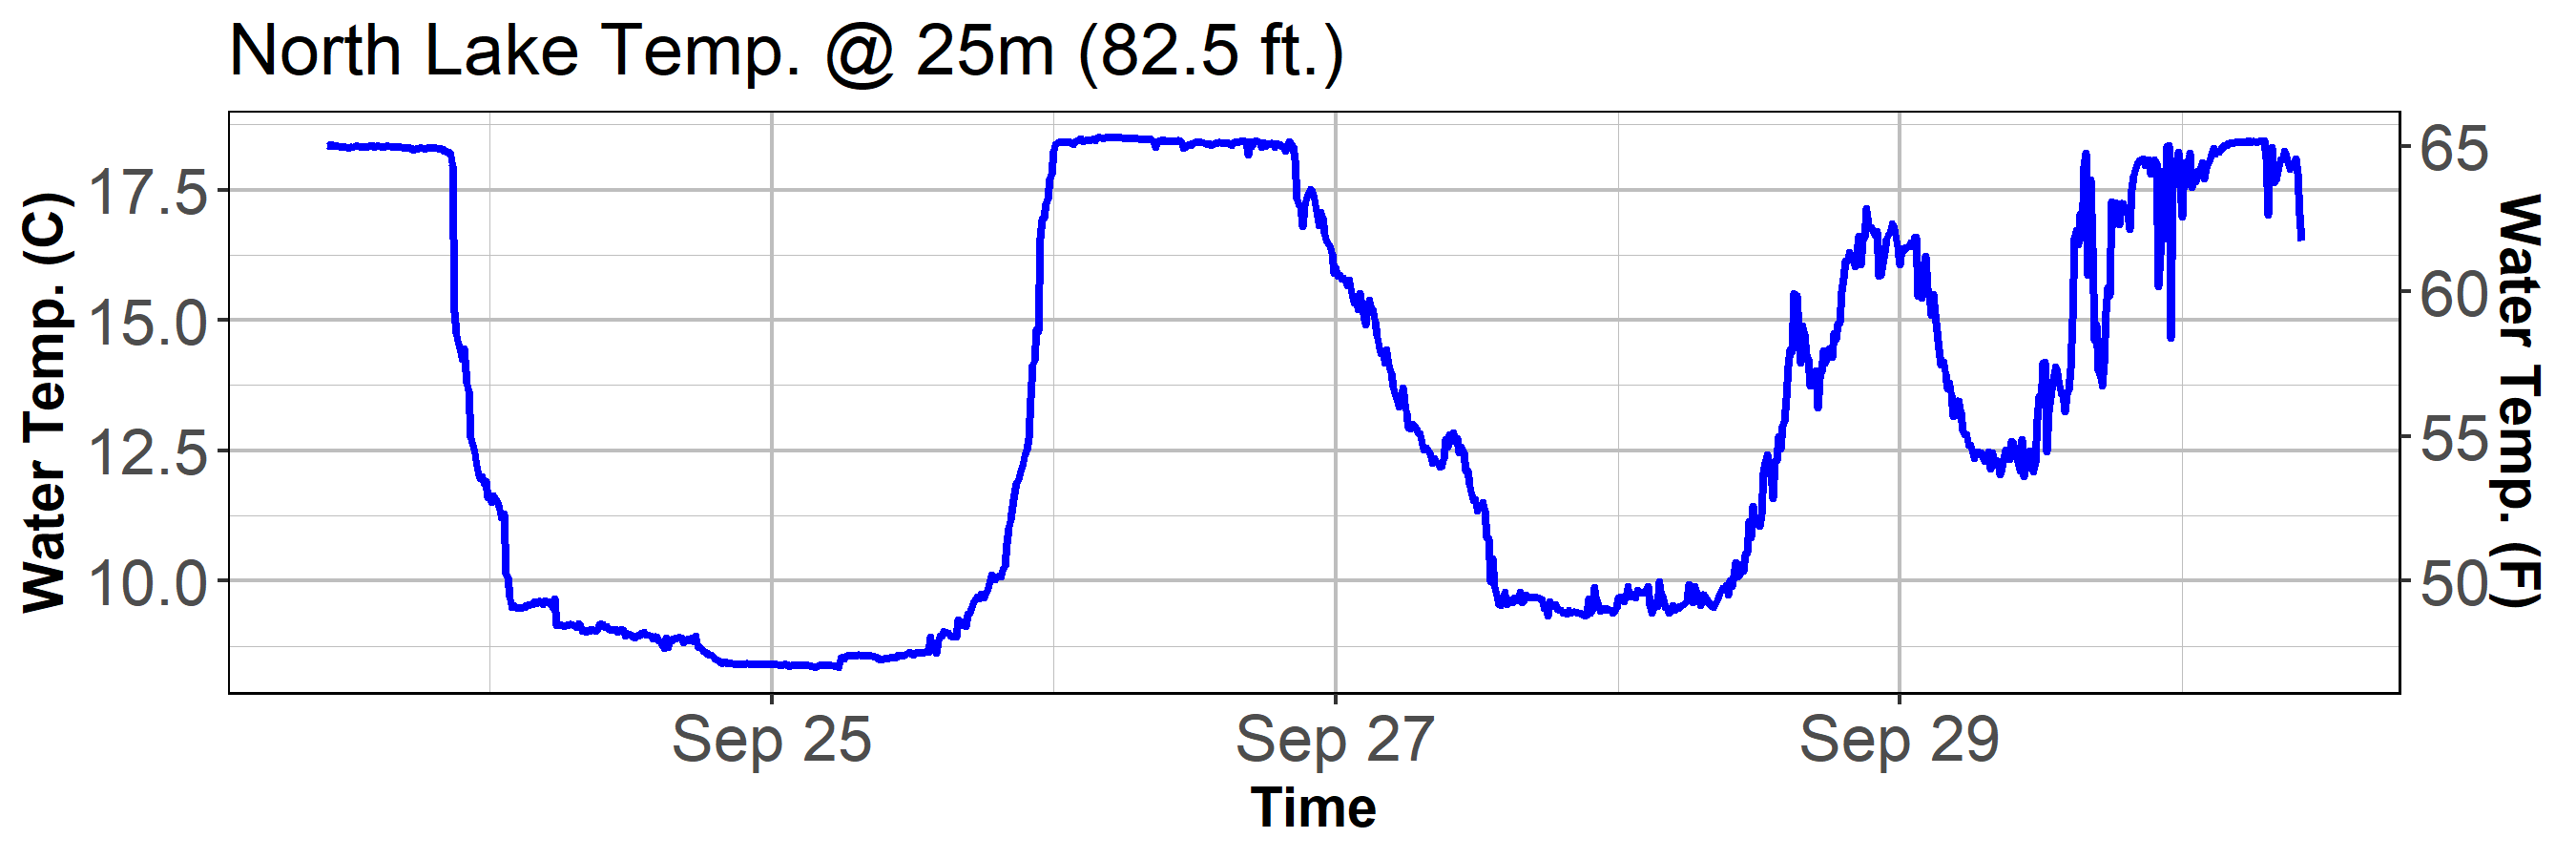 North Lake Temp. @ 25m (82.5 ft.)
Water Temp. (C)
17.5
15.0
12.5
10.0
65
60
55
50
Water Temp. (F)
Sep 25
Sep 27
Sep 29
Time